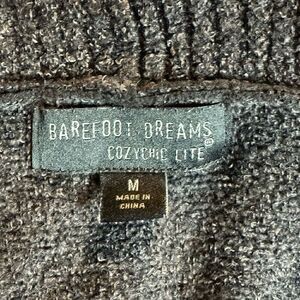 BAREFOOT DREAMS
COZYCHIC LITE®
M
MADE IN
CHINA